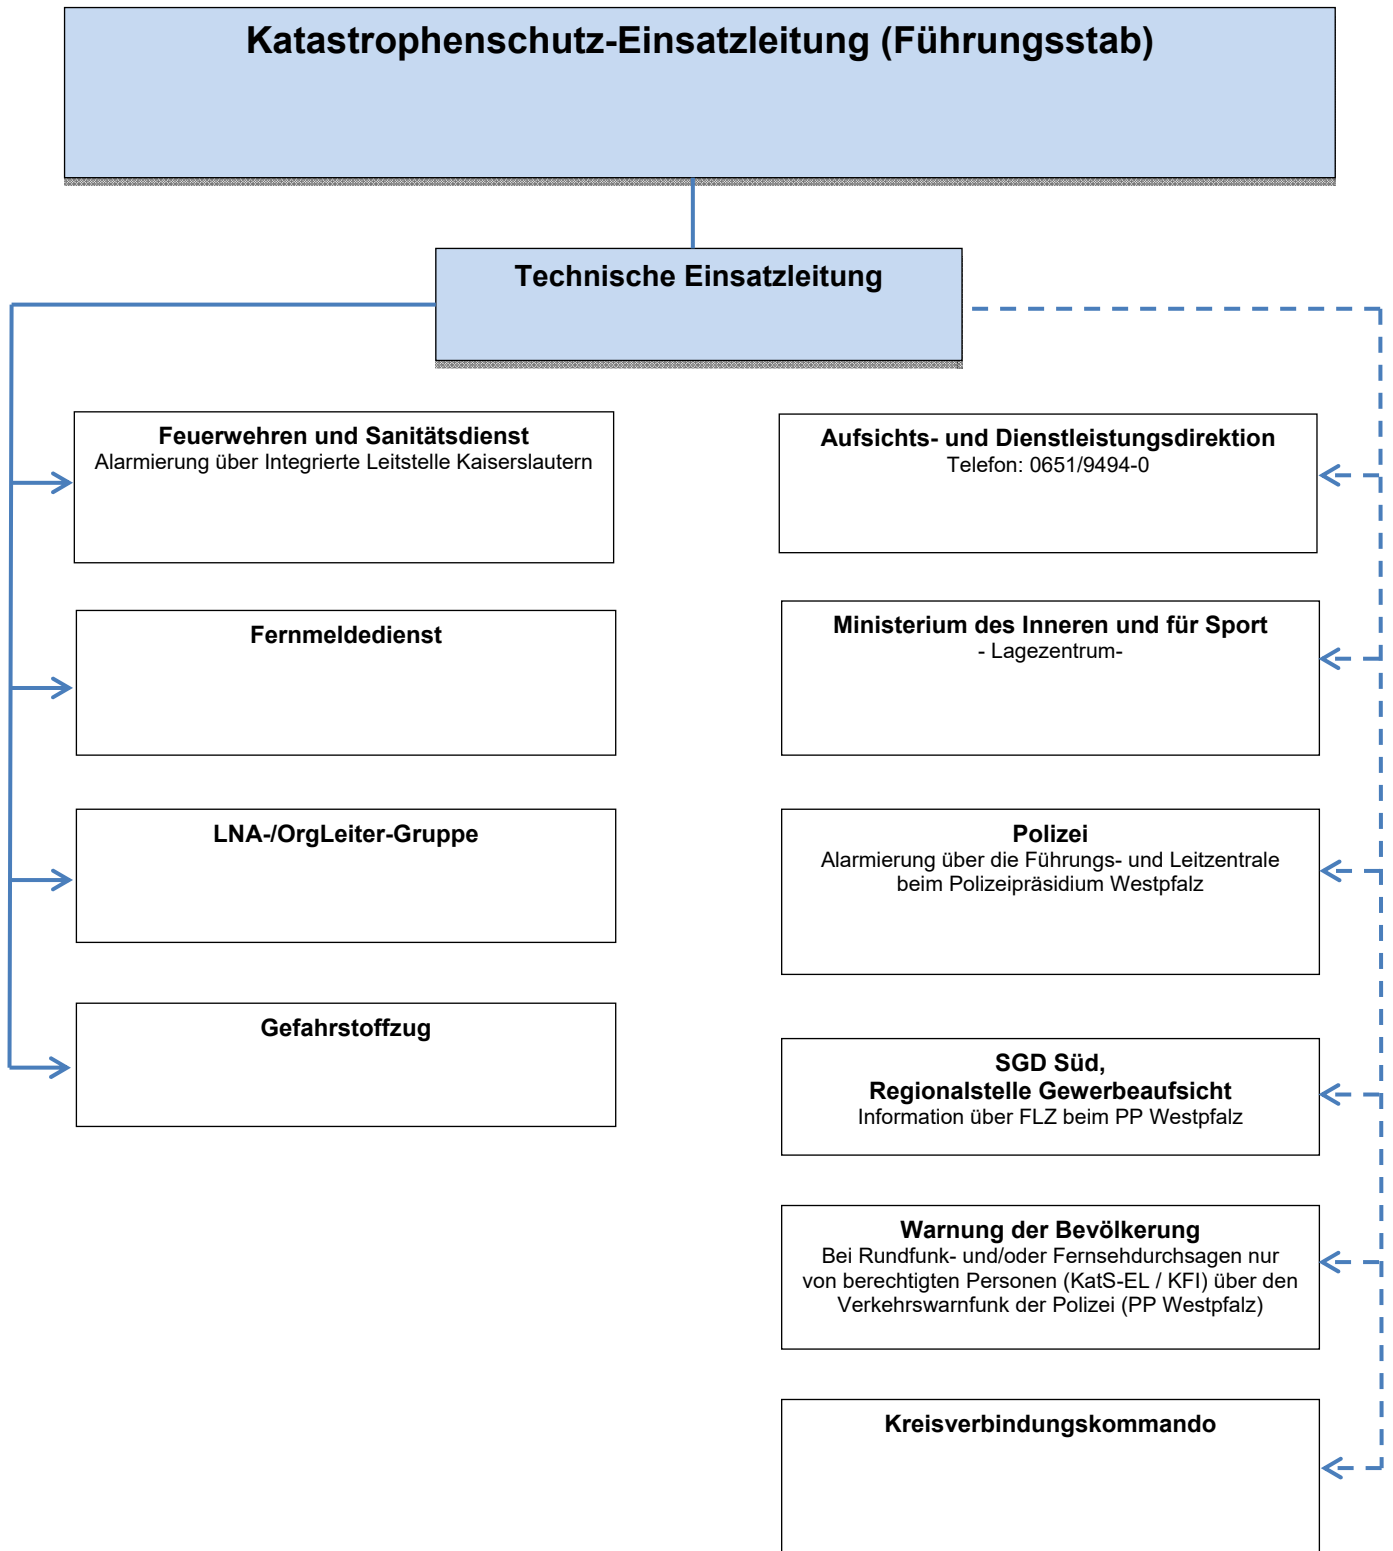 Katastrophenschutz-Einsatzleitung (Führungsstab)
Technische Einsatzleitung
Feuerwehren und Sanitätsdienst
Alarmierung über Integrierte Leitstelle Kaiserslautern
Fernmeldedienst
LNA-/OrgLeiter-Gruppe
Gefahrstoffzug
Aufsichts- und Dienstleistungsdirektion
Telefon: 0651/9494-0
Ministerium des Inneren und für Sport
- Lagezentrum-
Polizei
Alarmierung über die Führungs- und Leitzentrale
beim Polizeipräsidium Westpfalz
SGD Süd,
Regionalstelle Gewerbeaufsicht
Information über FLZ beim PP Westpfalz
Warnung der Bevölkerung
Bei Rundfunk- und/oder Fernsehdurchsagen nur
von berechtigten Personen (KatS-EL / KFI) über den
Verkehrswarnfunk der Polizei (PP Westpfalz)
Kreisverbindungskommando